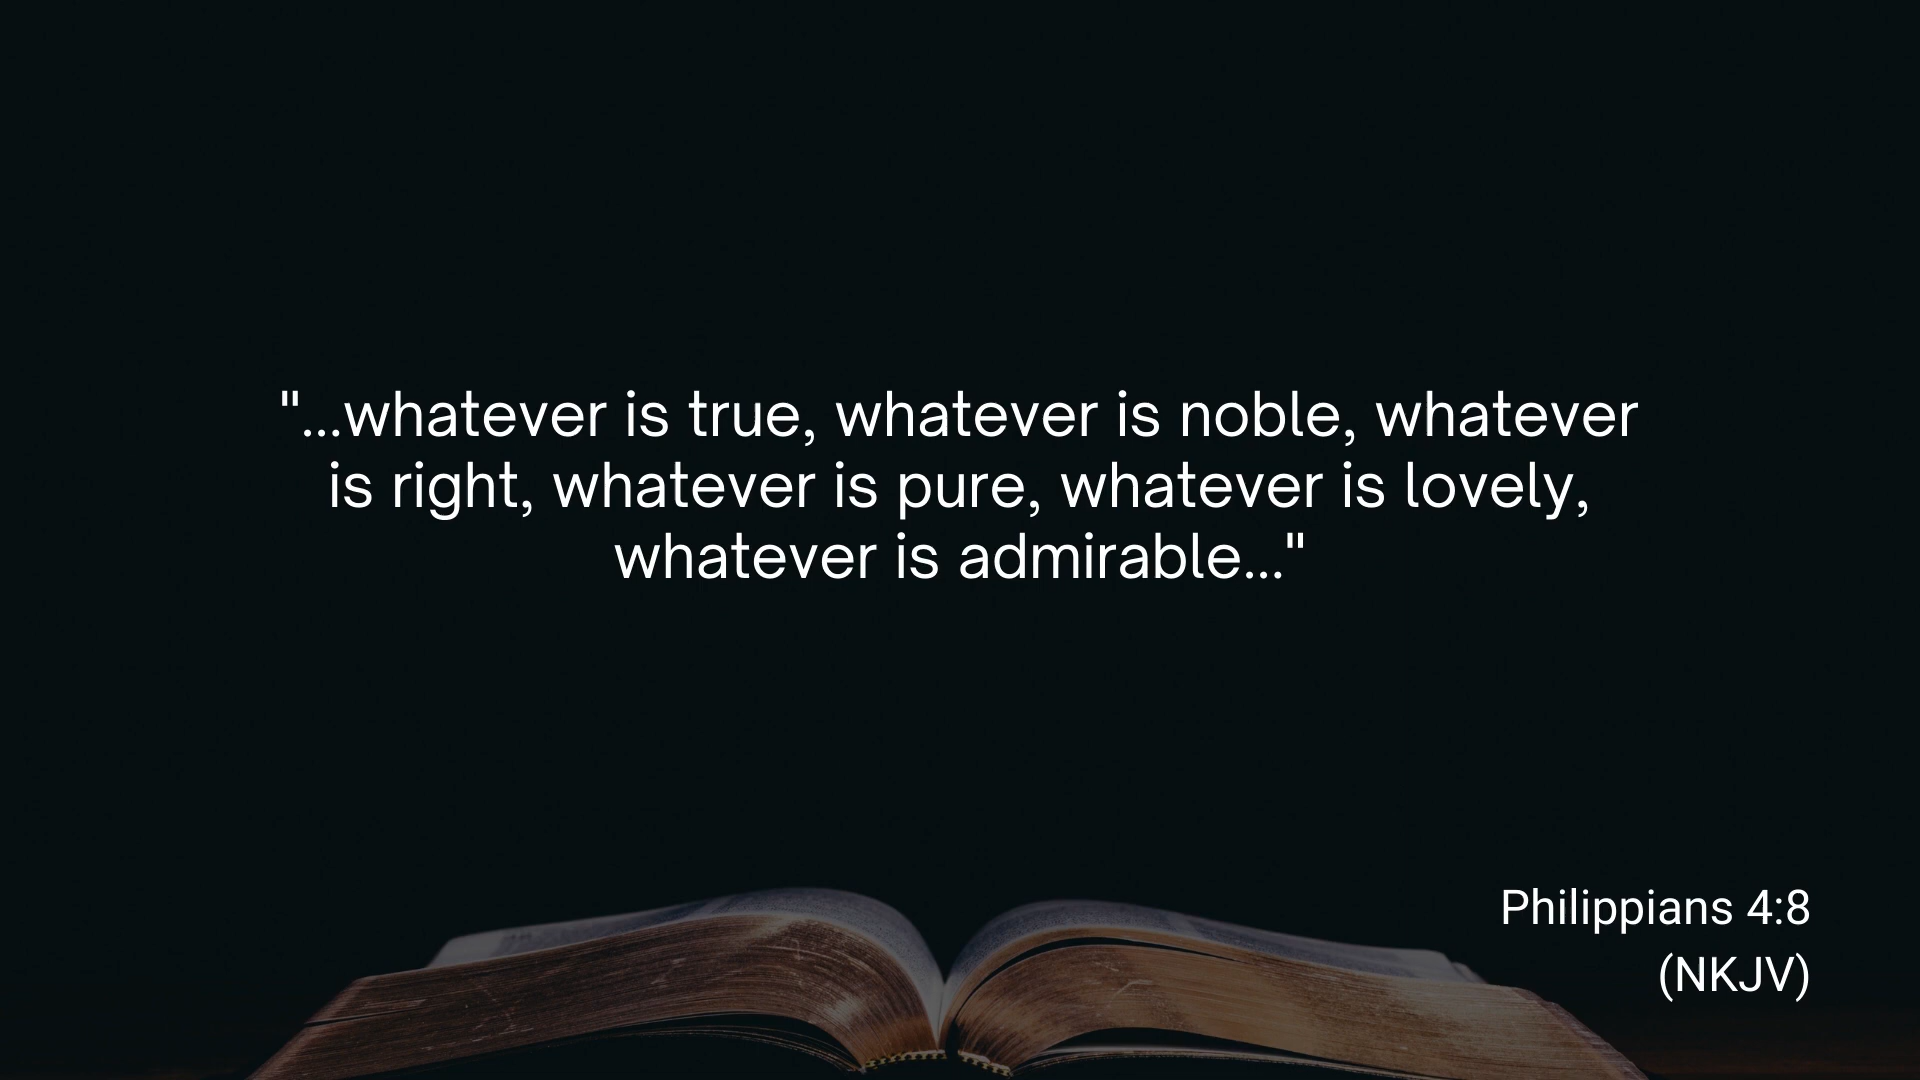 "...whatever is true, whatever is noble, whatever
is right, whatever is pure, whatever is lovely,
whatever is admirable..."
Philippians 4:8
(NKJV)